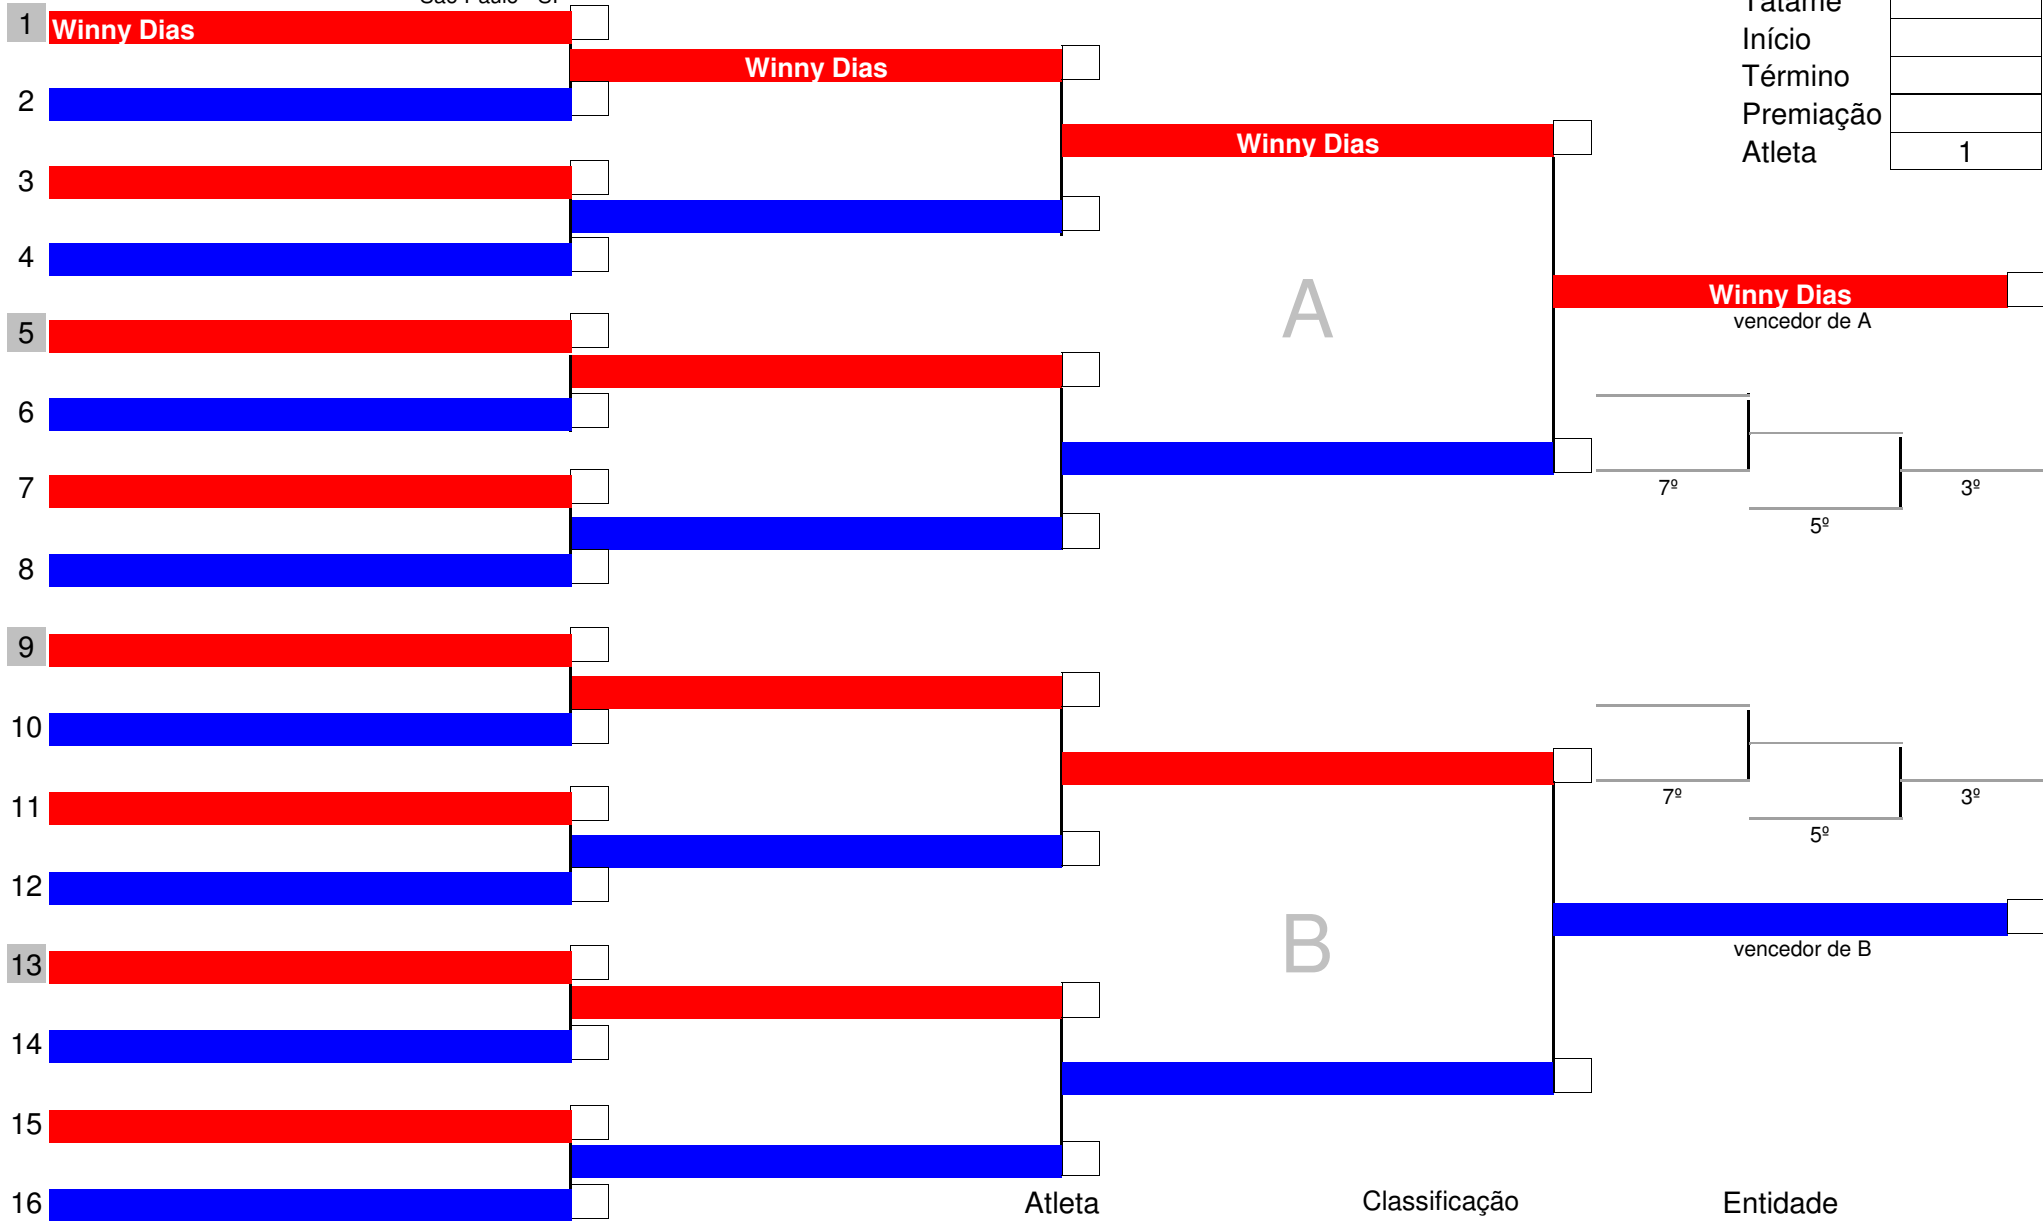 1 Winny Dias
Winny Dias
2
Winny Dias
3
4
Winny Dias
vencedor de A
A
5
6
7
8
7º
5º
3º
9
10
11
12
7º
5º
3º
B
vencedor de B
13
14
15
16
Tatame
Início
Término
Premiação
Atleta 1
Atleta Classificação Entidade